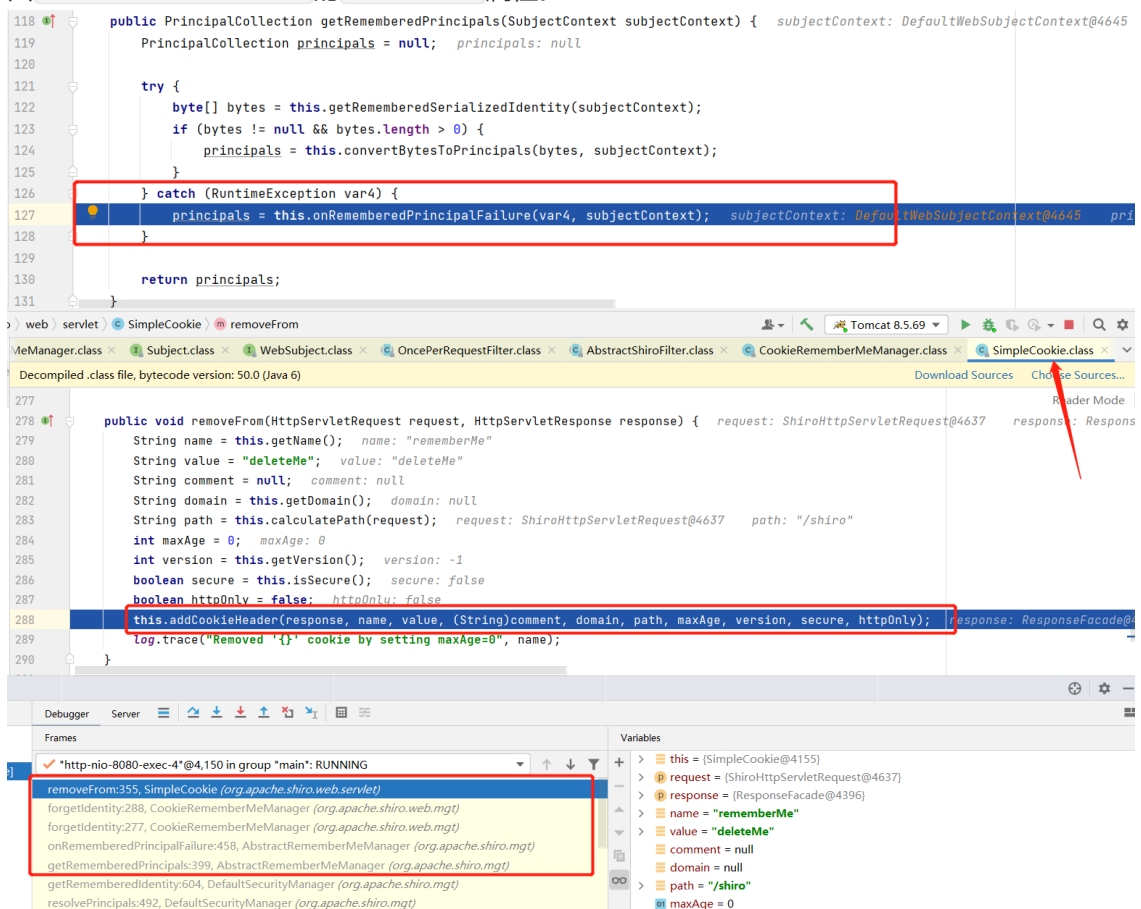 118 public PrincipalCollection getRememberedPrincipals(SubjectContext subjectContext) { subjectContext: DefaultWebSubjectContext@4645
119 PrincipalCollection principals = null; principals: null
120
121 try {
122 byte[] bytes = this.getRememberedSerializedIdentity(subjectContext);
123 if (bytes != null && bytes.length > 0) {
124 principals = this.convertBytesToPrincipals(bytes, subjectContext);
125 }
126 } catch (RuntimeException var4) {
127 principals = this.onRememberedPrincipalFailure(var4, subjectContext); subjectContext: DefaultWebSubjectContext@4645 pri
128 }
129
130 return principals;
131 }
web › servlet › SimpleCookie › removeFrom Tomcat 8.5.69
MeManager.class Subject.class WebSubject.class OncePerRequestFilter.class AbstractShiroFilter.class CookieRememberMeManager.class SimpleCookie.class
Decompiled .class file, bytecode version: 50.0 (Java 6) Download Sources Choose Sources...
277 Reader Mode
278 public void removeFrom(HttpServletRequest request, HttpServletResponse response) { request: ShiroHttpServletRequest@4637 response: Respons
279 String name = this.getName(); name: "rememberMe"
280 String value = "deleteMe"; value: "deleteMe"
281 String comment = null; comment: null
282 String domain = this.getDomain(); domain: null
283 String path = this.calculatePath(request); request: ShiroHttpServletRequest@4637 path: "/shiro"
284 int maxAge = 0; maxAge: 0
285 int version = this.getVersion(); version: -1
286 boolean secure = this.isSecure(); secure: false
287 boolean httpOnly = false; httpOnly: false
288 this.addCookieHeader(response, name, value, (String)comment, domain, path, maxAge, version, secure, httpOnly); response: ResponseFacade@4
289 log.trace("Removed '{}' cookie by setting maxAge=0", name);
290 }
Debugger Server
Frames
Variables
"http-nio-8080-exec-4"@4,150 in group "main": RUNNING
removeFrom:355, SimpleCookie (org.apache.shiro.web.servlet)
forgetIdentity:288, CookieRememberMeManager (org.apache.shiro.web.mgt)
forgetIdentity:277, CookieRememberMeManager (org.apache.shiro.web.mgt)
onRememberedPrincipalFailure:458, AbstractRememberMeManager (org.apache.shiro.mgt)
getRememberedPrincipals:399, AbstractRememberMeManager (org.apache.shiro.mgt)
getRememberedIdentity:604, DefaultSecurityManager (org.apache.shiro.mgt)
resolvePrincipals:492, DefaultSecurityManager (org.apache.shiro.mgt)
this = {SimpleCookie@4155}
request = {ShiroHttpServletRequest@4637}
response = {ResponseFacade@4396}
name = "rememberMe"
value = "deleteMe"
comment = null
domain = null
path = "/shiro"
maxAge = 0